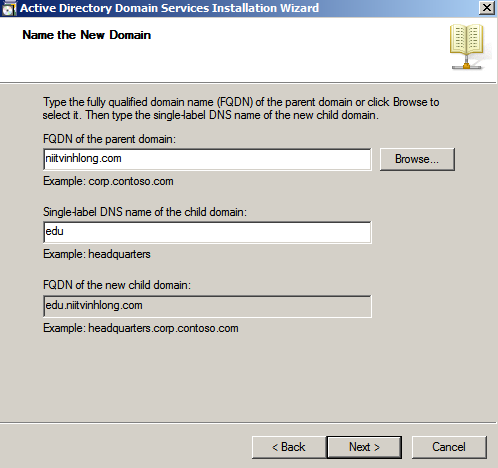 Active Directory Domain Services Installation Wizard
Name the New Domain
Type the fully qualified domain name (FQDN) of the parent domain or click Browse to
select it. Then type the single-label DNS name of the new child domain.
FQDN of the parent domain:
niitvinhlong.com
Browse...
Example: corp.contoso.com
Single-label DNS name of the child domain:
edu
Example: headquarters
FQDN of the new child domain:
edu.niitvinhlong.com
Example: headquarters.corp.contoso.com
< Back
Next >
Cancel